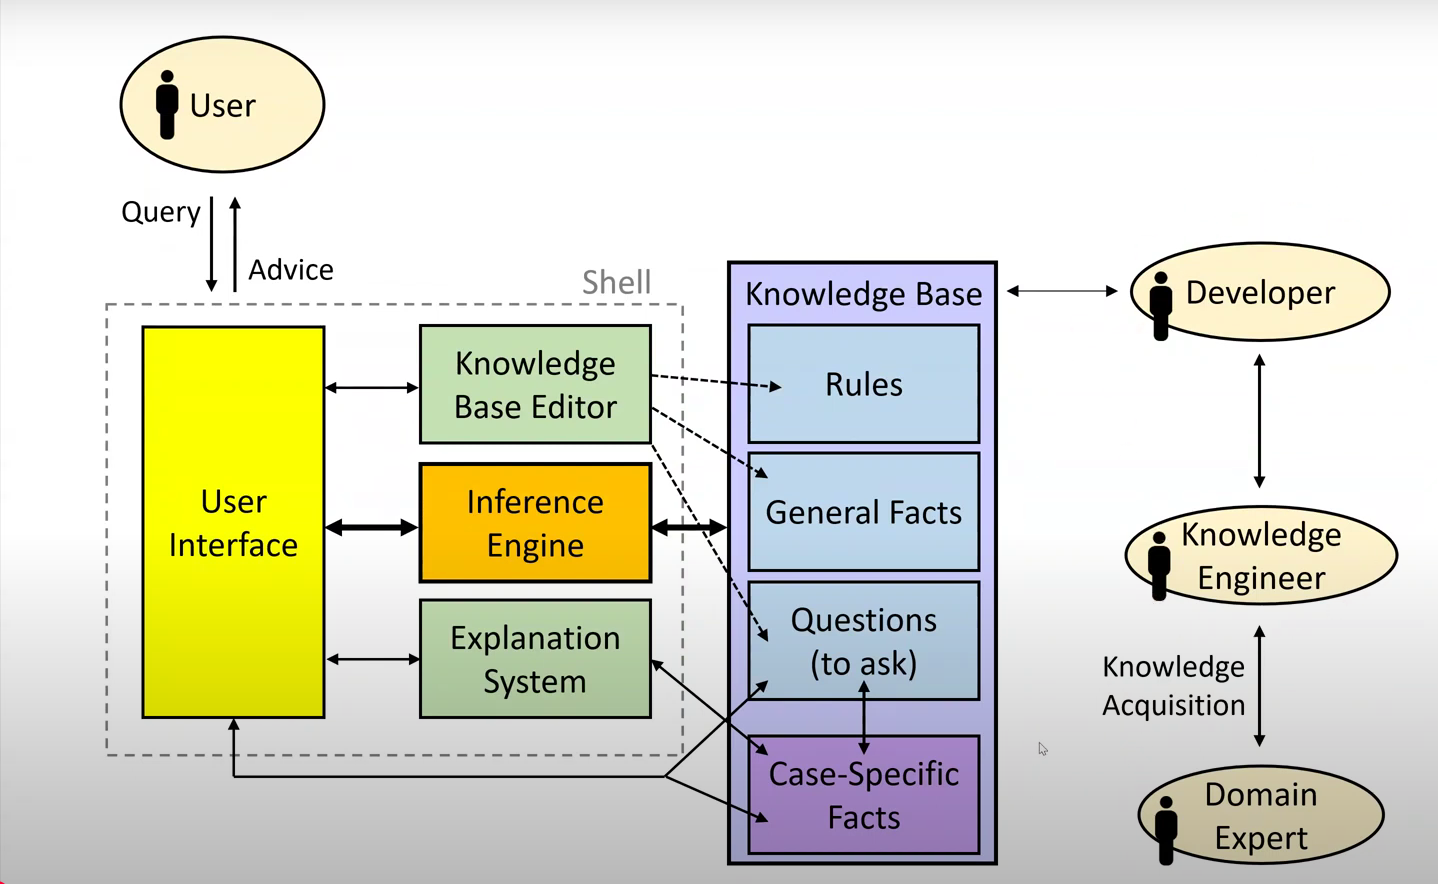 User
Query
Advice
Shell
Knowledge Base
Developer
Knowledge
Base Editor
Rules
User
Interface
Inference
Engine
General Facts
Knowledge
Engineer
Explanation
System
Questions
(to ask)
Knowledge
Acquisition
Case-Specific
Facts
Domain
Expert